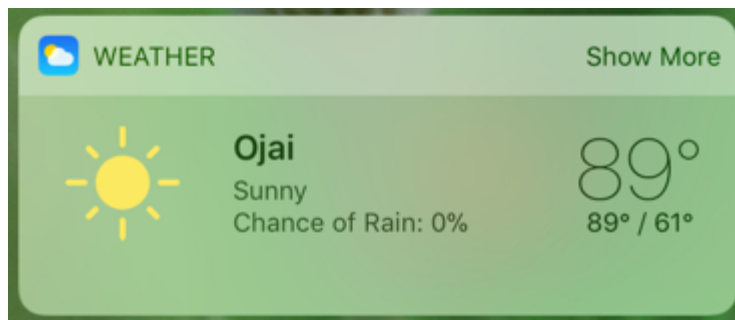 WEATHER Show More
Ojai
89°
Sunny
Chance of Rain: 0%
89° / 61°